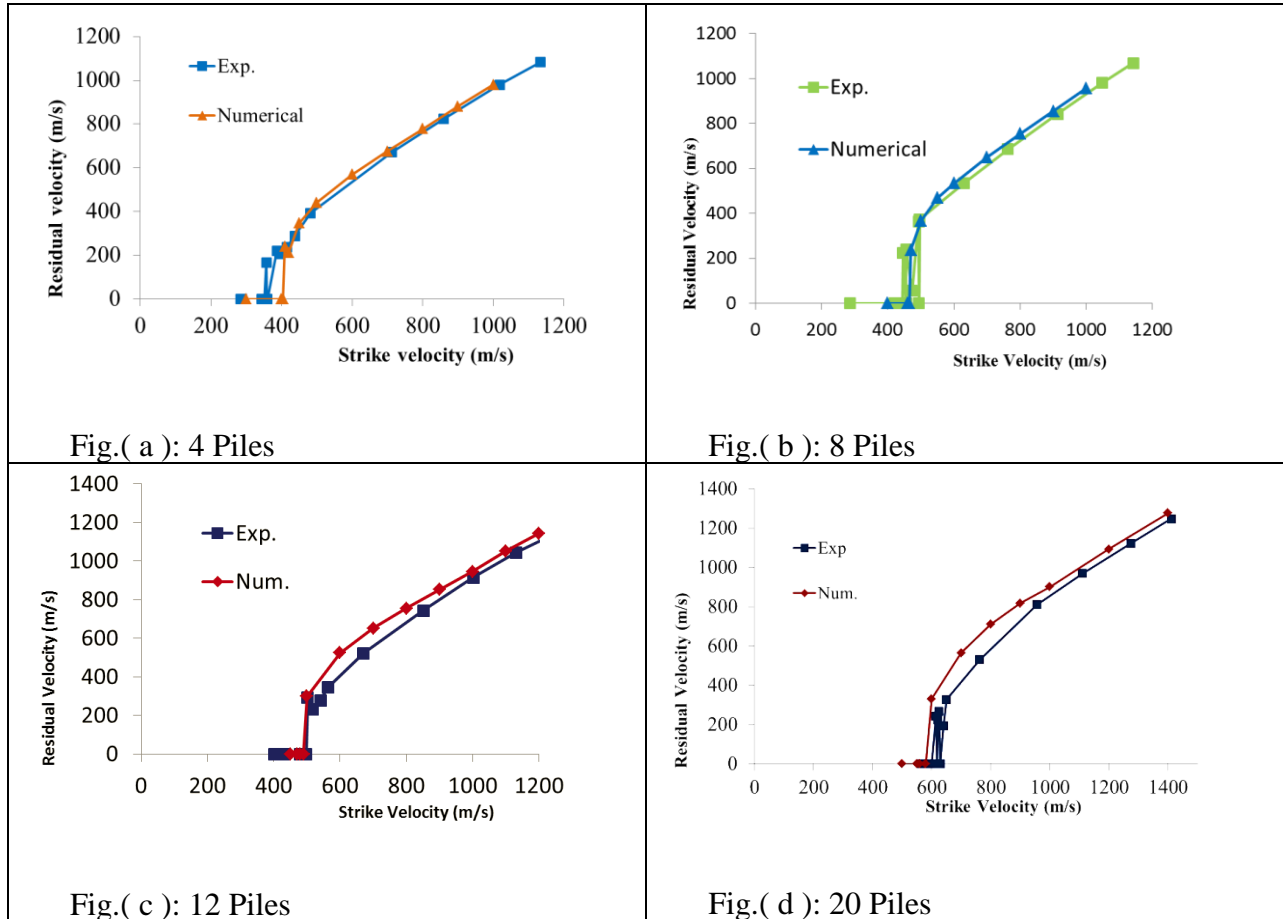 1200
1000
800
600
400
200
0
Residual velocity (m/s)
Exp.
Numerical
0 200 400 600 800 1000 1200
Strike velocity (m/s)
Fig.( a ): 4 Piles
1200
1000
800
600
400
200
0
Residual Velocity (m/s)
Exp.
Numerical
0 200 400 600 800 1000 1200
Strike Velocity (m/s)
Fig.( b ): 8 Piles
1400
1200
1000
800
600
400
200
0
Residual Velocity (m/s)
Exp.
Num.
0 200 400 600 800 1000 1200
Strike Velocity (m/s)
Fig.( c ): 12 Piles
1400
1200
1000
800
600
400
200
0
Residual Velocity (m/s)
Exp
Num.
0 200 400 600 800 1000 1200 1400
Strike Velocity (m/s)
Fig.( d ): 20 Piles